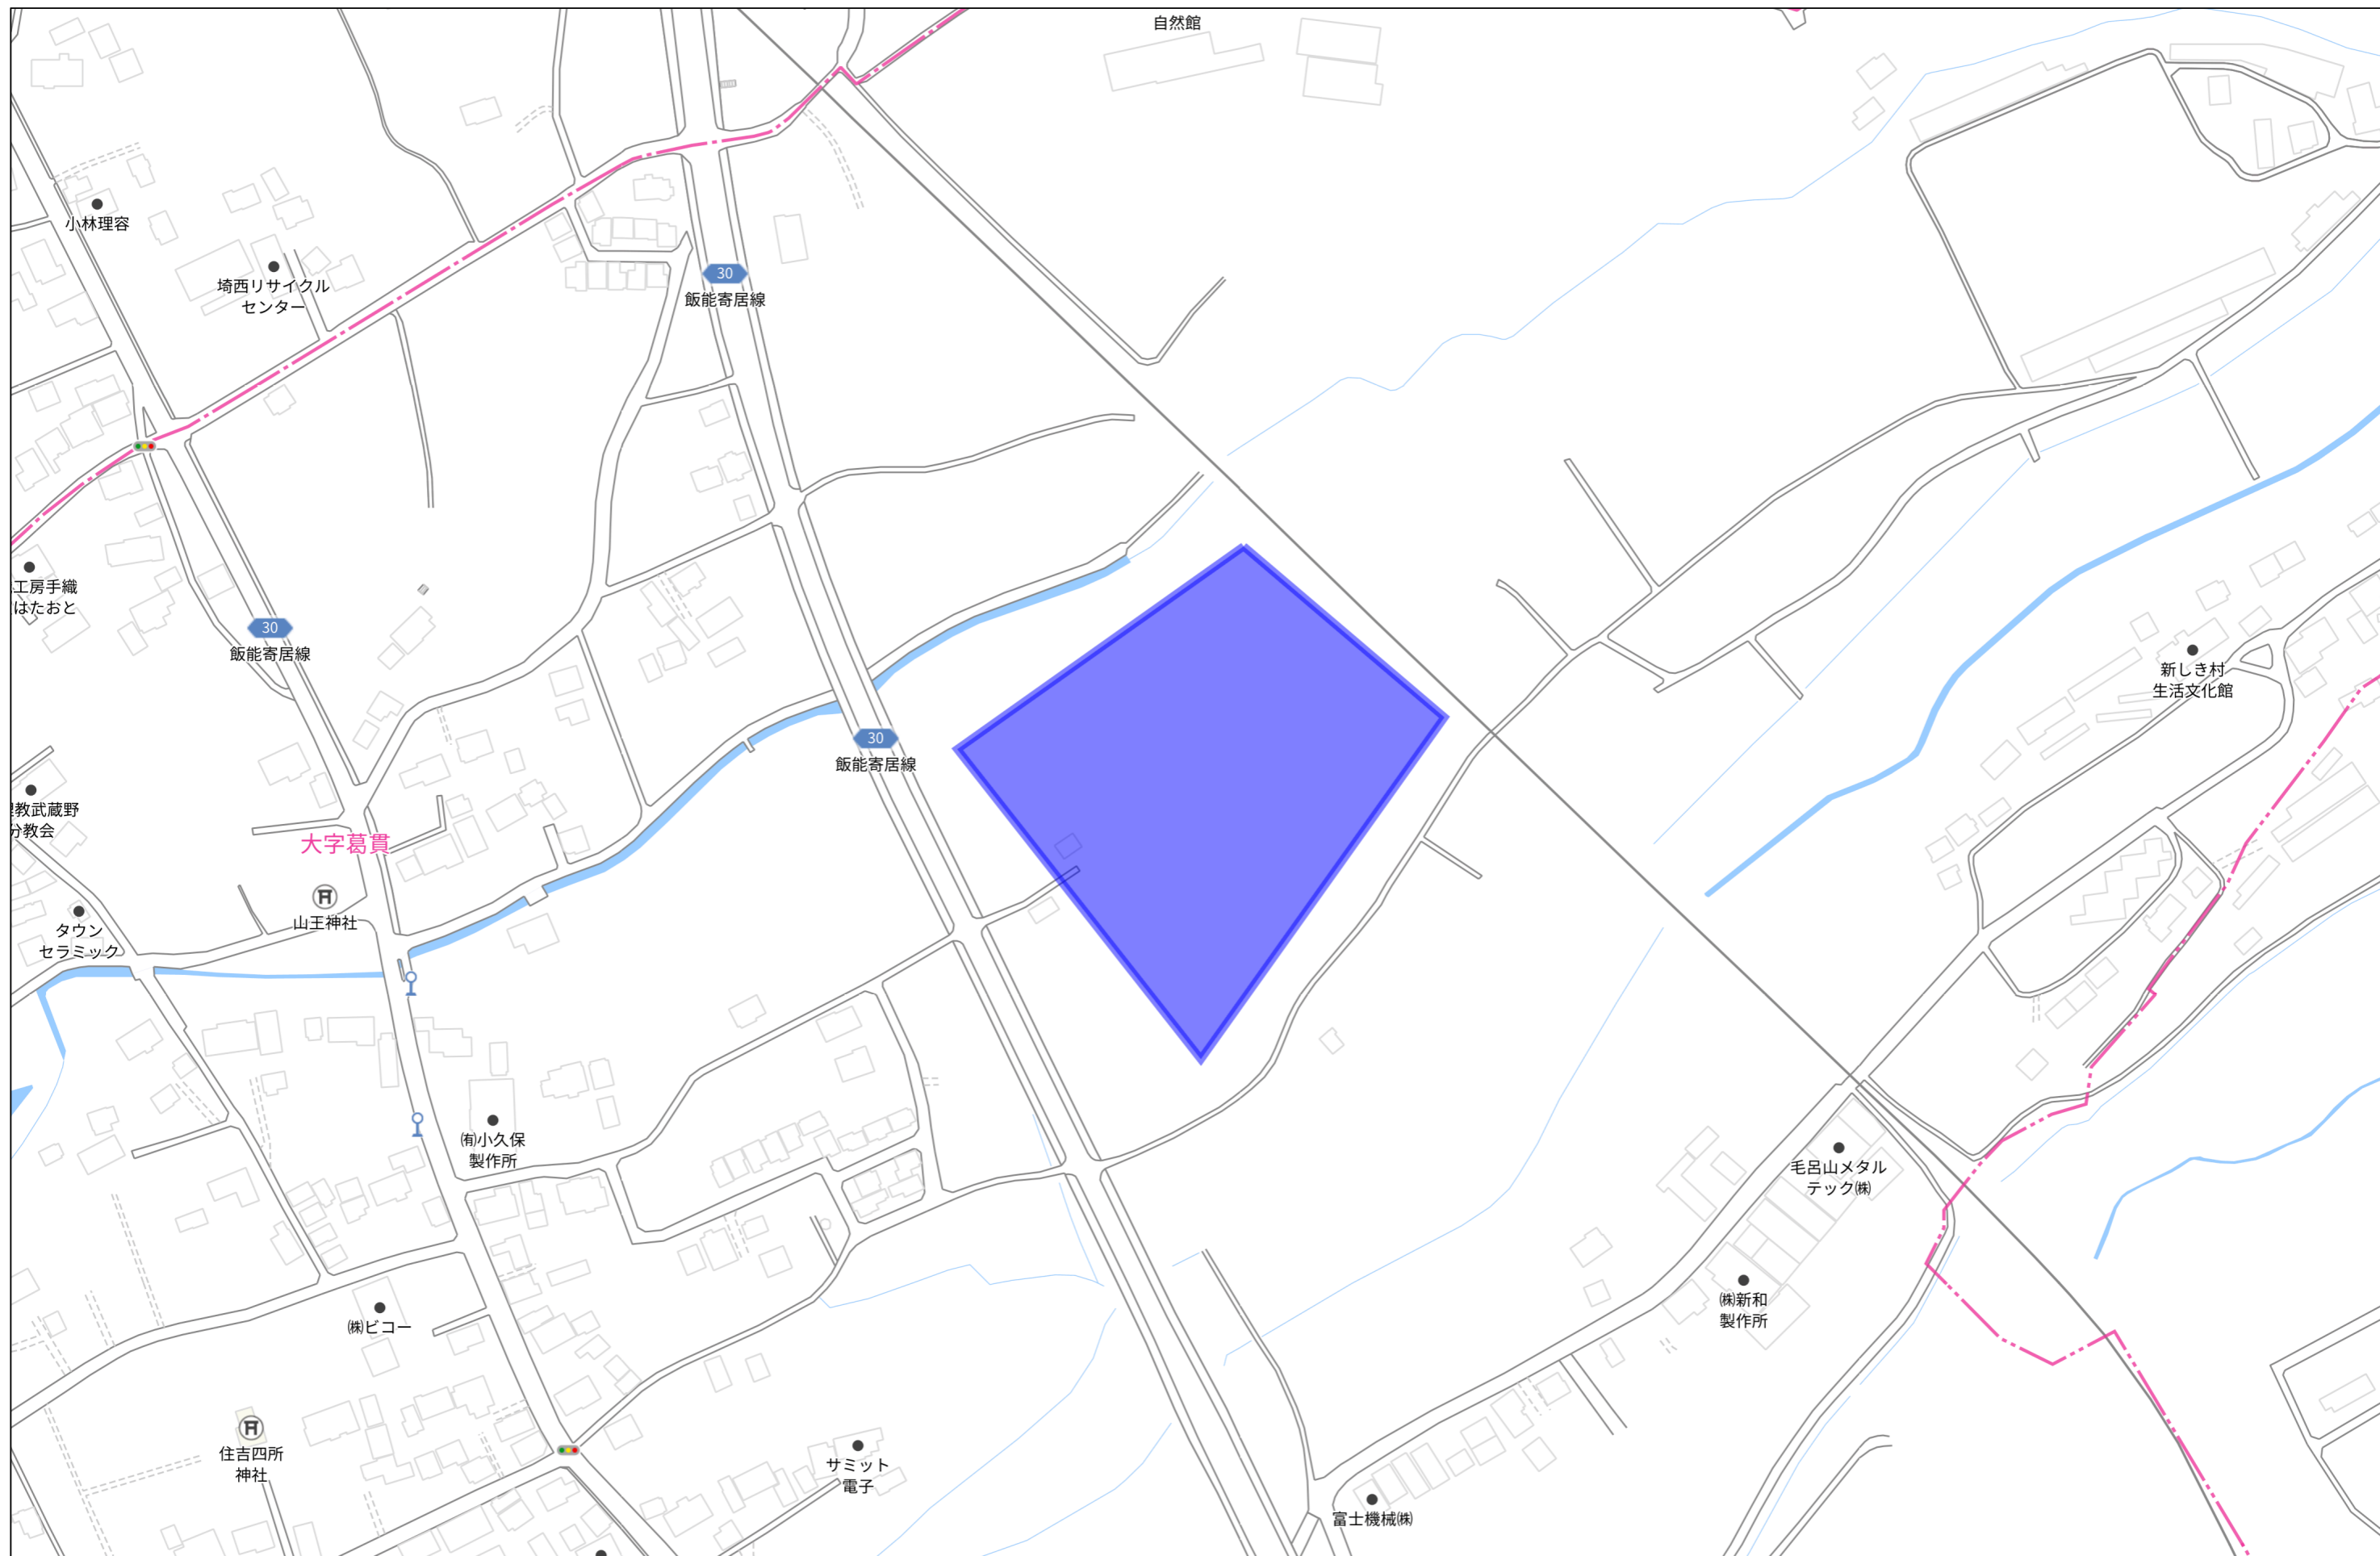 自然館
小林理容
埼西リサイクル
センター
30
飯能寄居線
工房手織
はたおと
30
飯能寄居線
新しき村
生活文化館
30
飯能寄居線
教武蔵野
分教会
大字葛貫
山王神社
タウン
セラミック
㈲小久保
製作所
毛呂山メタル
テック㈱
㈱新和
製作所
㈱ビコー
住吉四所
神社
サミット
電子
富士機械㈱